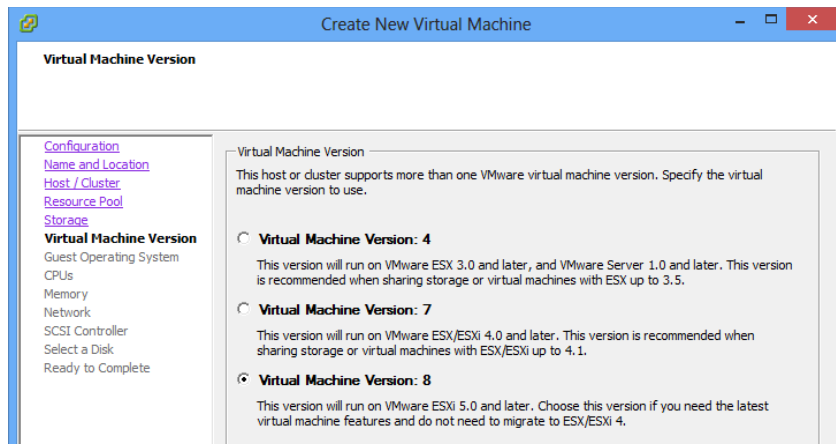 Create New Virtual Machine
Virtual Machine Version
Configuration
Name and Location
Host / Cluster
Resource Pool
Storage
Virtual Machine Version
Guest Operating System
CPUs
Memory
Network
SCSI Controller
Select a Disk
Ready to Complete
Virtual Machine Version
This host or cluster supports more than one VMware virtual machine version. Specify the virtual
machine version to use.
Virtual Machine Version: 4
This version will run on VMware ESX 3.0 and later, and VMware Server 1.0 and later. This version
is recommended when sharing storage or virtual machines with ESX up to 3.5.
Virtual Machine Version: 7
This version will run on VMware ESX/ESXi 4.0 and later. This version is recommended when
sharing storage or virtual machines with ESX/ESXi up to 4.1.
Virtual Machine Version: 8
This version will run on VMware ESXi 5.0 and later. Choose this version if you need the latest
virtual machine features and do not need to migrate to ESX/ESXi 4.